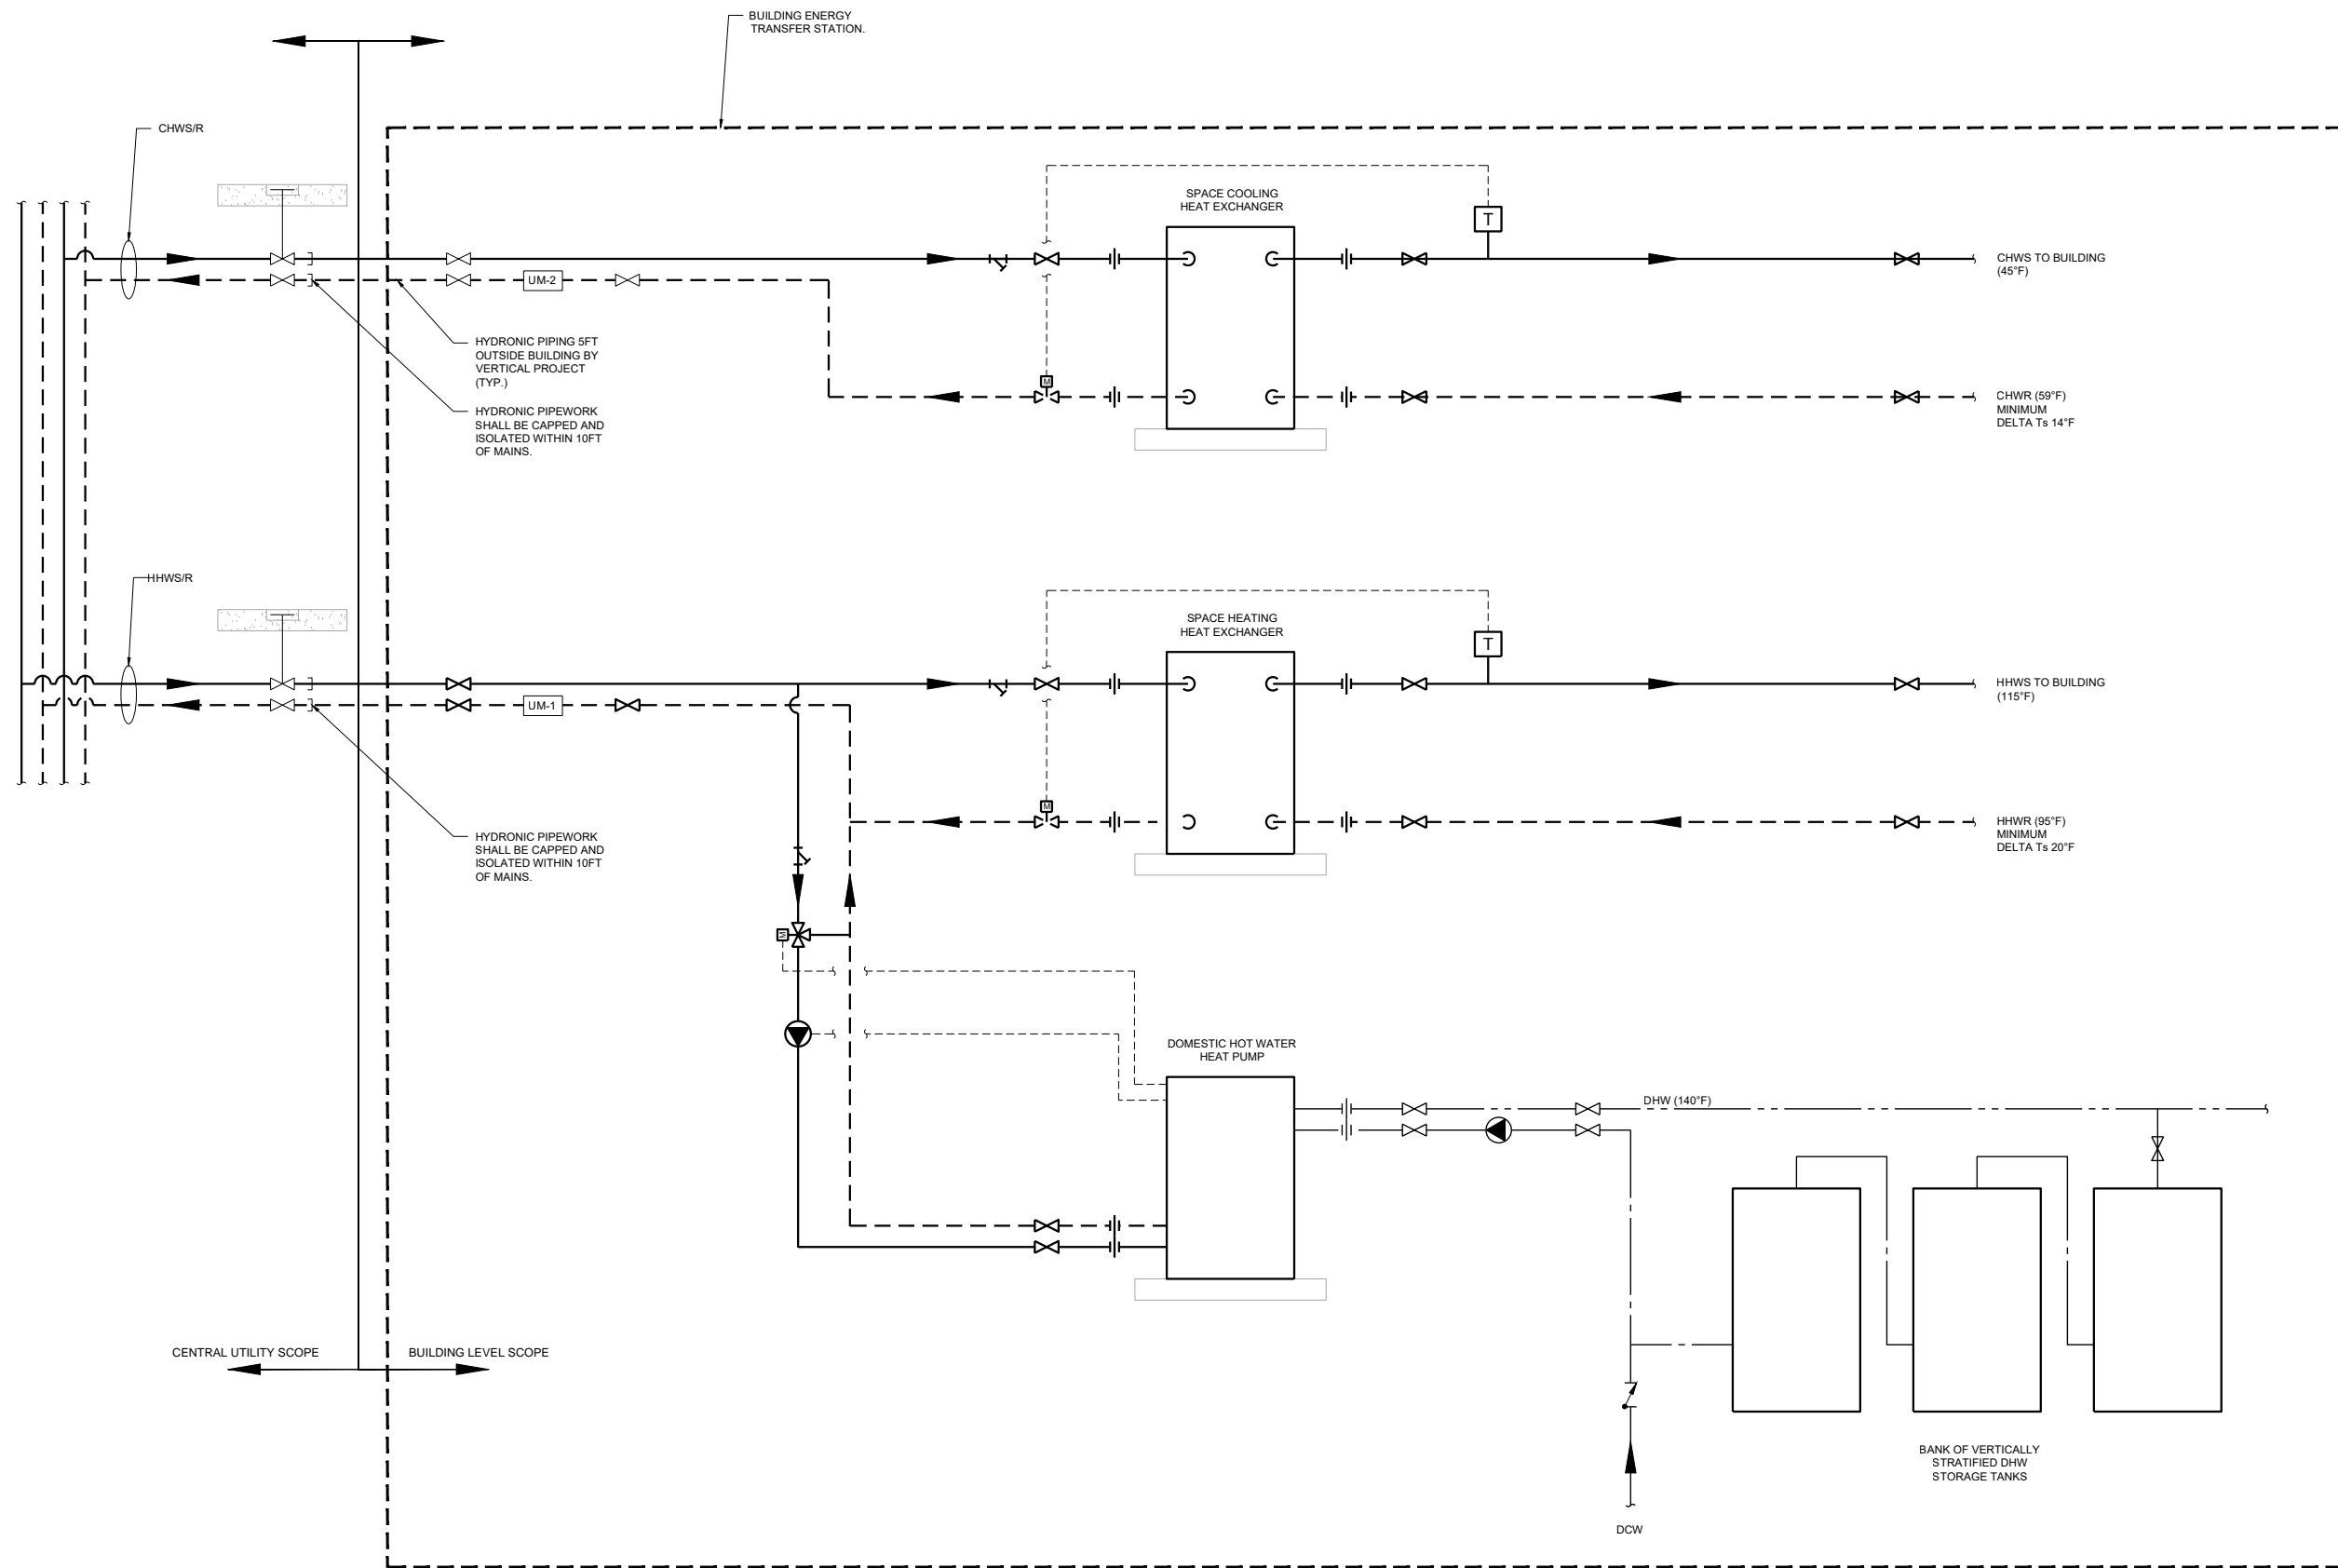 BUILDING ENERGY
TRANSFER STATION.
CHWS/R
SPACE COOLING
HEAT EXCHANGER
T
CHWS TO BUILDING
(45°F)
UM-2
HYDRONIC PIPING 5FT
OUTSIDE BUILDING BY
VERTICAL PROJECT
(TYP.)
M
CHWR (59°F)
MINIMUM
DELTA Ts 14°F
HYDRONIC PIPEWORK
SHALL BE CAPPED AND
ISOLATED WITHIN 10FT
OF MAINS.
HHWS/R
SPACE HEATING
HEAT EXCHANGER
T
HHWS TO BUILDING
(115°F)
UM-1
M
HHWR (95°F)
MINIMUM
DELTA Ts 20°F
HYDRONIC PIPEWORK
SHALL BE CAPPED AND
ISOLATED WITHIN 10FT
OF MAINS.
M
DOMESTIC HOT WATER
HEAT PUMP
DHW (140°F)
CENTRAL UTILITY SCOPE
BUILDING LEVEL SCOPE
BANK OF VERTICALLY
STRATIFIED DHW
STORAGE TANKS
DCW